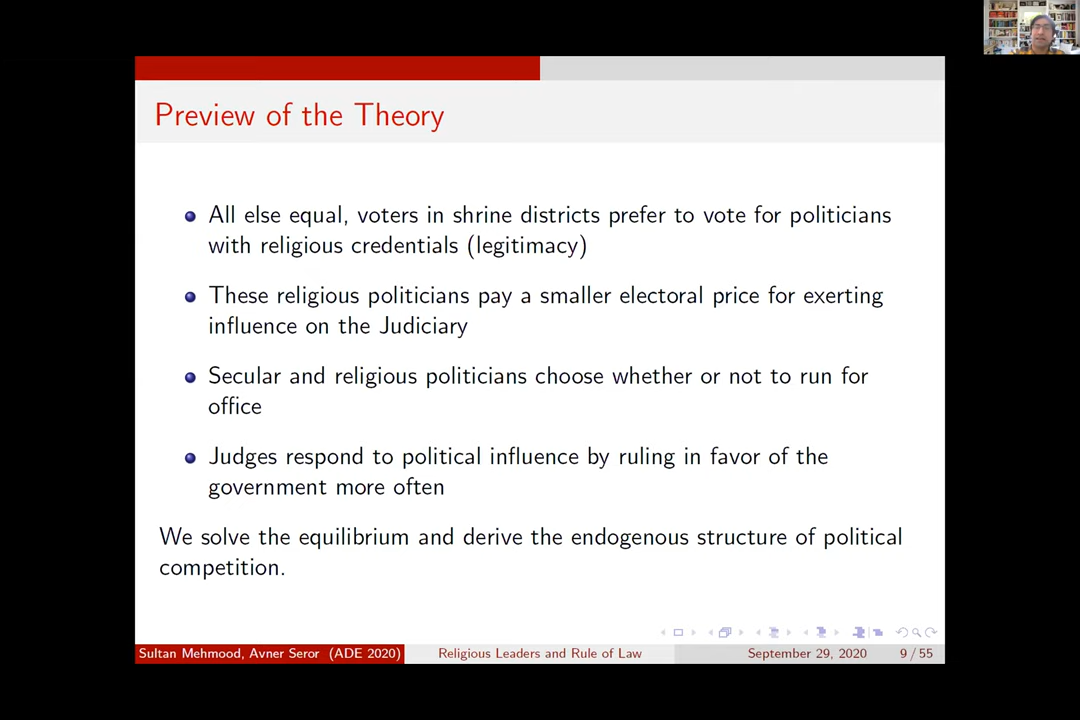 Preview of the Theory
All else equal, voters in shrine districts prefer to vote for politicians
with religious credentials (legitimacy)
These religious politicians pay a smaller electoral price for exerting
influence on the Judiciary
Secular and religious politicians choose whether or not to run for
office
Judges respond to political influence by ruling in favor of the
government more often
We solve the equilibrium and derive the endogenous structure of political
competition.
Sultan Mehmood, Avner Seror (ADE 2020) Religious Leaders and Rule of Law September 29, 2020 9 / 55